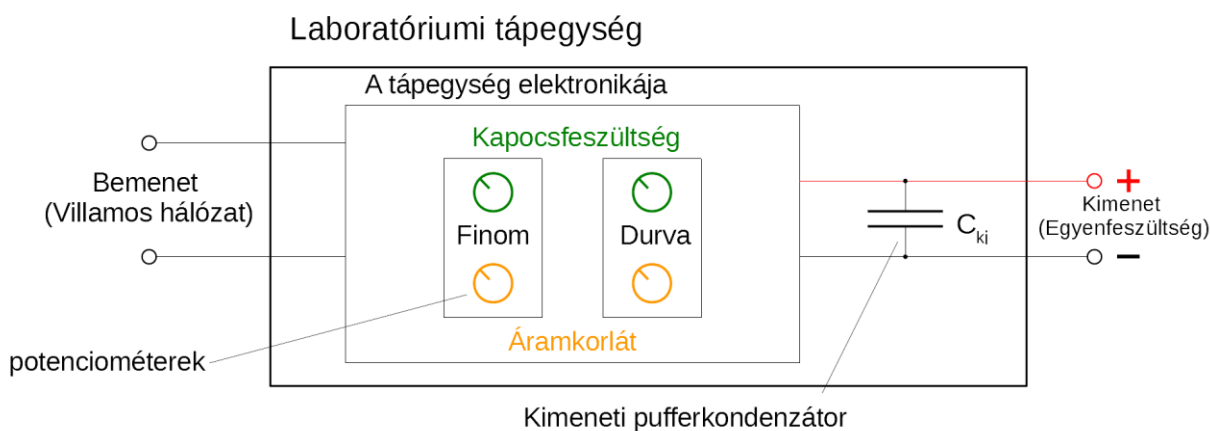 Laboratóriumi tápegység
A tápegység elektronikája
Kapocsfeszültség
Bemenet
(Villamos hálózat)
Finom
Durva
Áramkorlát
C ki
+
Kimenet
(Egyenfeszültség)
−
potenciométerek
Kimeneti pufferkondenzátor